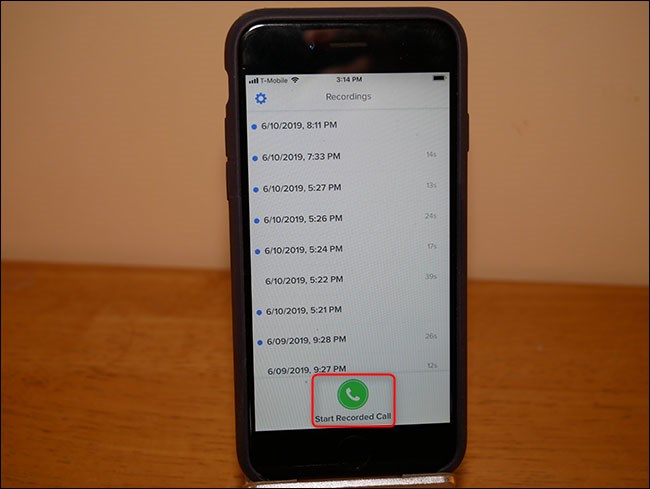 T-Mobile 3:14 PM
Recordings
6/10/2019, 8:11 PM
6/10/2019, 7:33 PM 14s
6/10/2019, 5:27 PM 13s
6/10/2019, 5:26 PM 24s
6/10/2019, 5:24 PM 17s
6/10/2019, 5:22 PM 39s
6/10/2019, 5:21 PM
6/09/2019, 9:28 PM 26s
6/09/2019, 9:27 PM 12s
Start Recorded Call